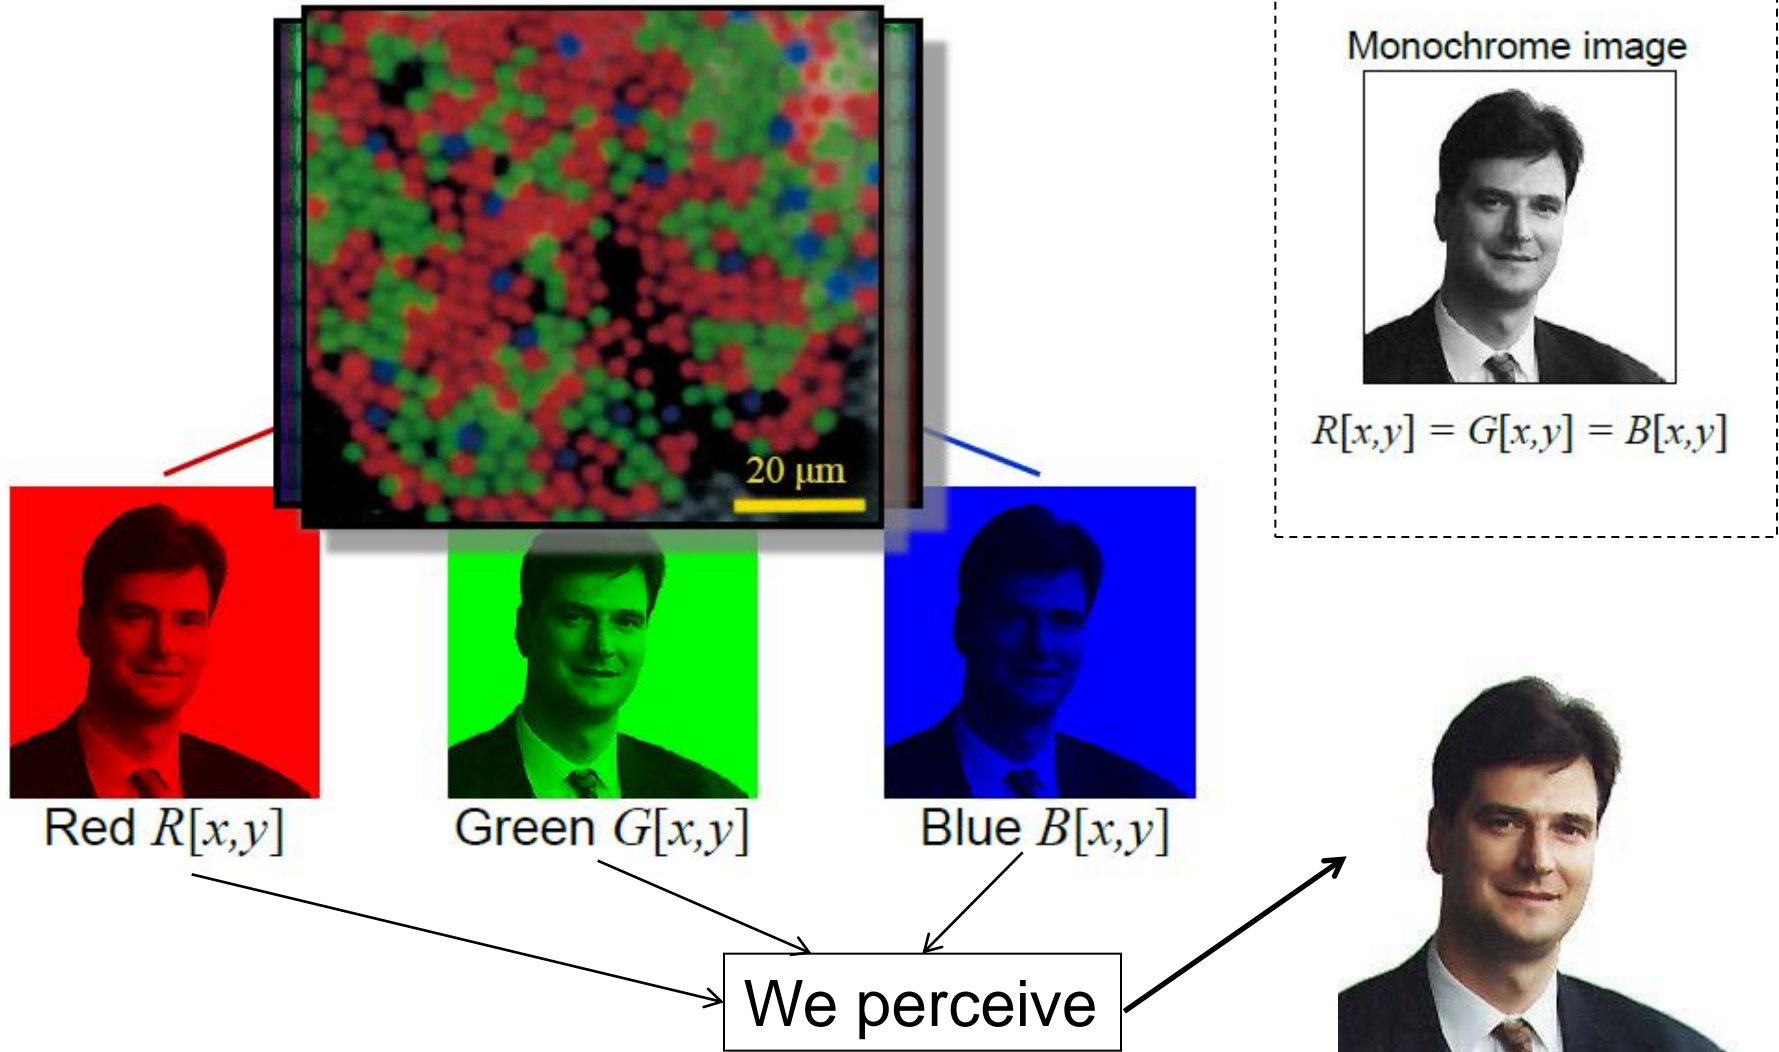 Monochrome image
R[x,y] = G[x,y] = B[x,y]
20 μm
Red R[x,y]
Green G[x,y]
Blue B[x,y]
We perceive